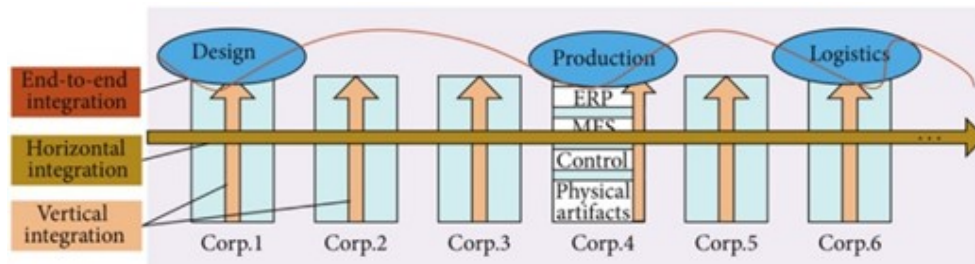 Design
Production
Logistics
End-to-end
integration
ERP
MES
Horizontal
integration
...
Control
Physical
artifacts
Vertical
integration
Corp.1
Corp.2
Corp.3
Corp.4
Corp.5
Corp.6